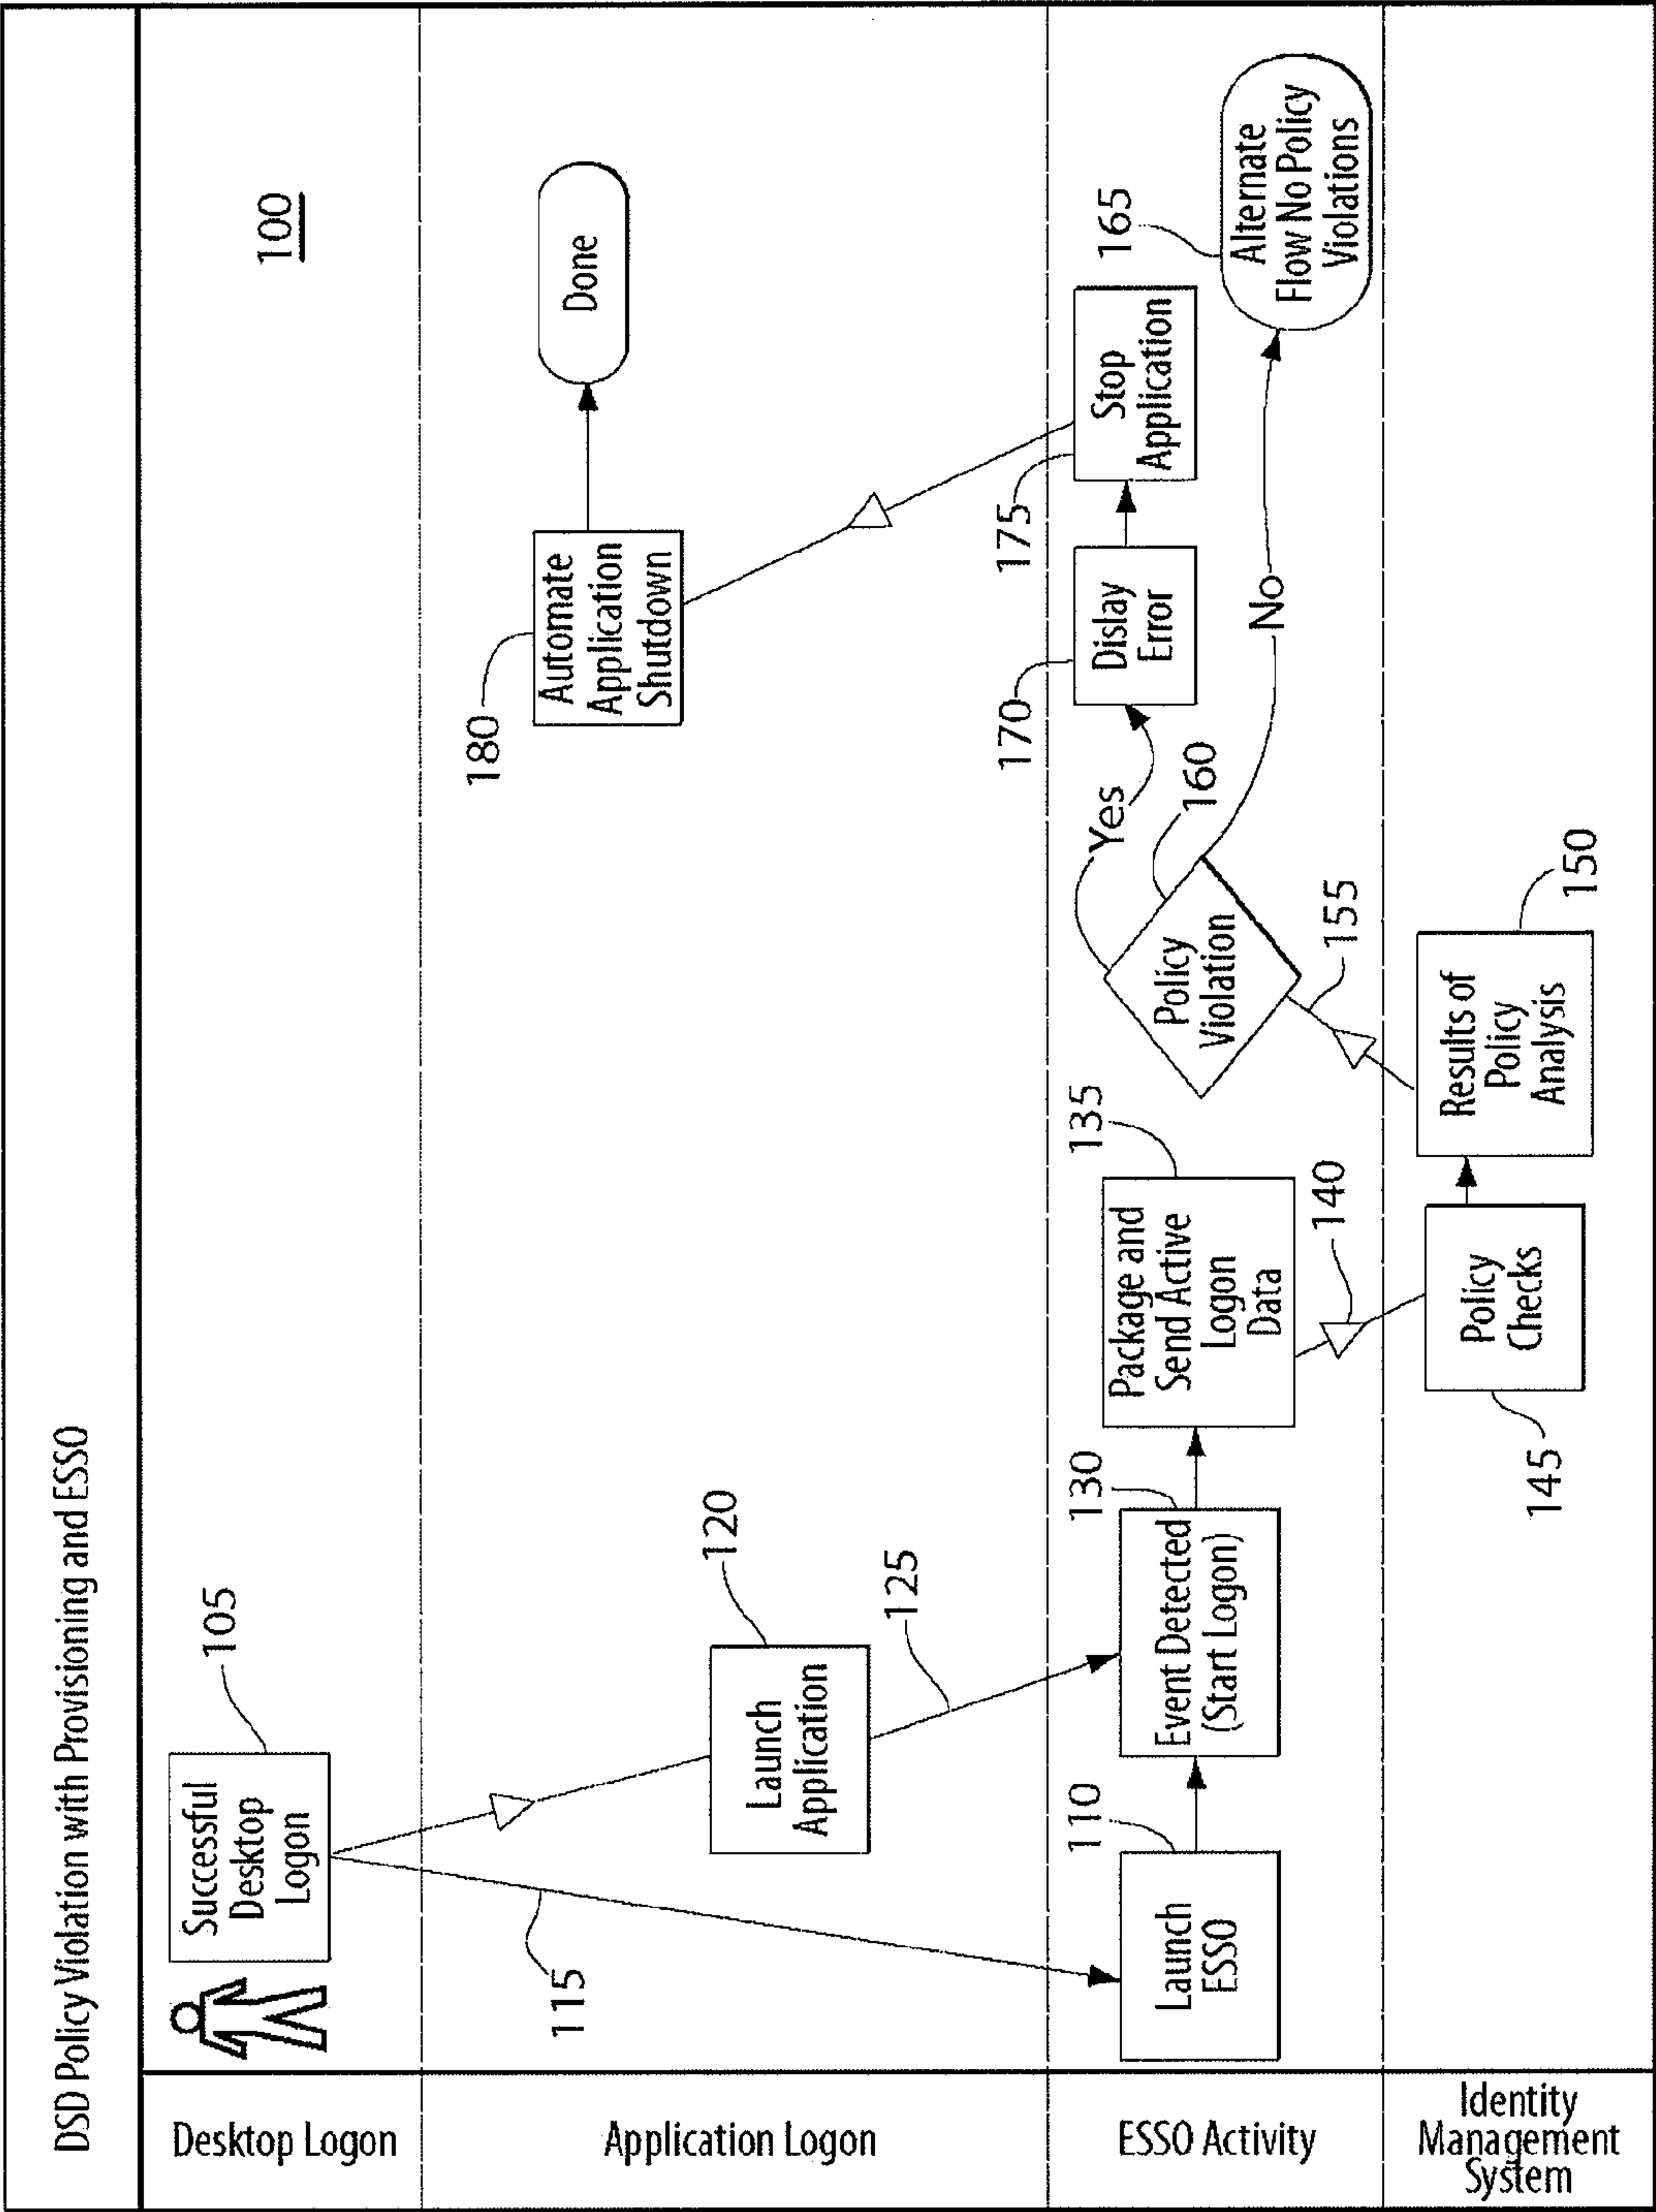 DSD Policy Violation with Provisioning and ESSO
100
Desktop Logon
Successful
Desktop
Logon
105
Application Logon
115
Launch
Application
120
125
180
Automate
Application
Shutdown
Done
ESSO Activity
Launch
ESSO
110
Event Detected
(Start Logon)
130
Package and
Send Active
Logon
Data
135
140
Policy
Violation
155
160
Yes
No
170
Dislay
Error
175
Stop
Application
165
Alternate
Flow No Policy
Violations
Identity
Management
System
145
Policy
Checks
Results of
Policy
Analysis
150